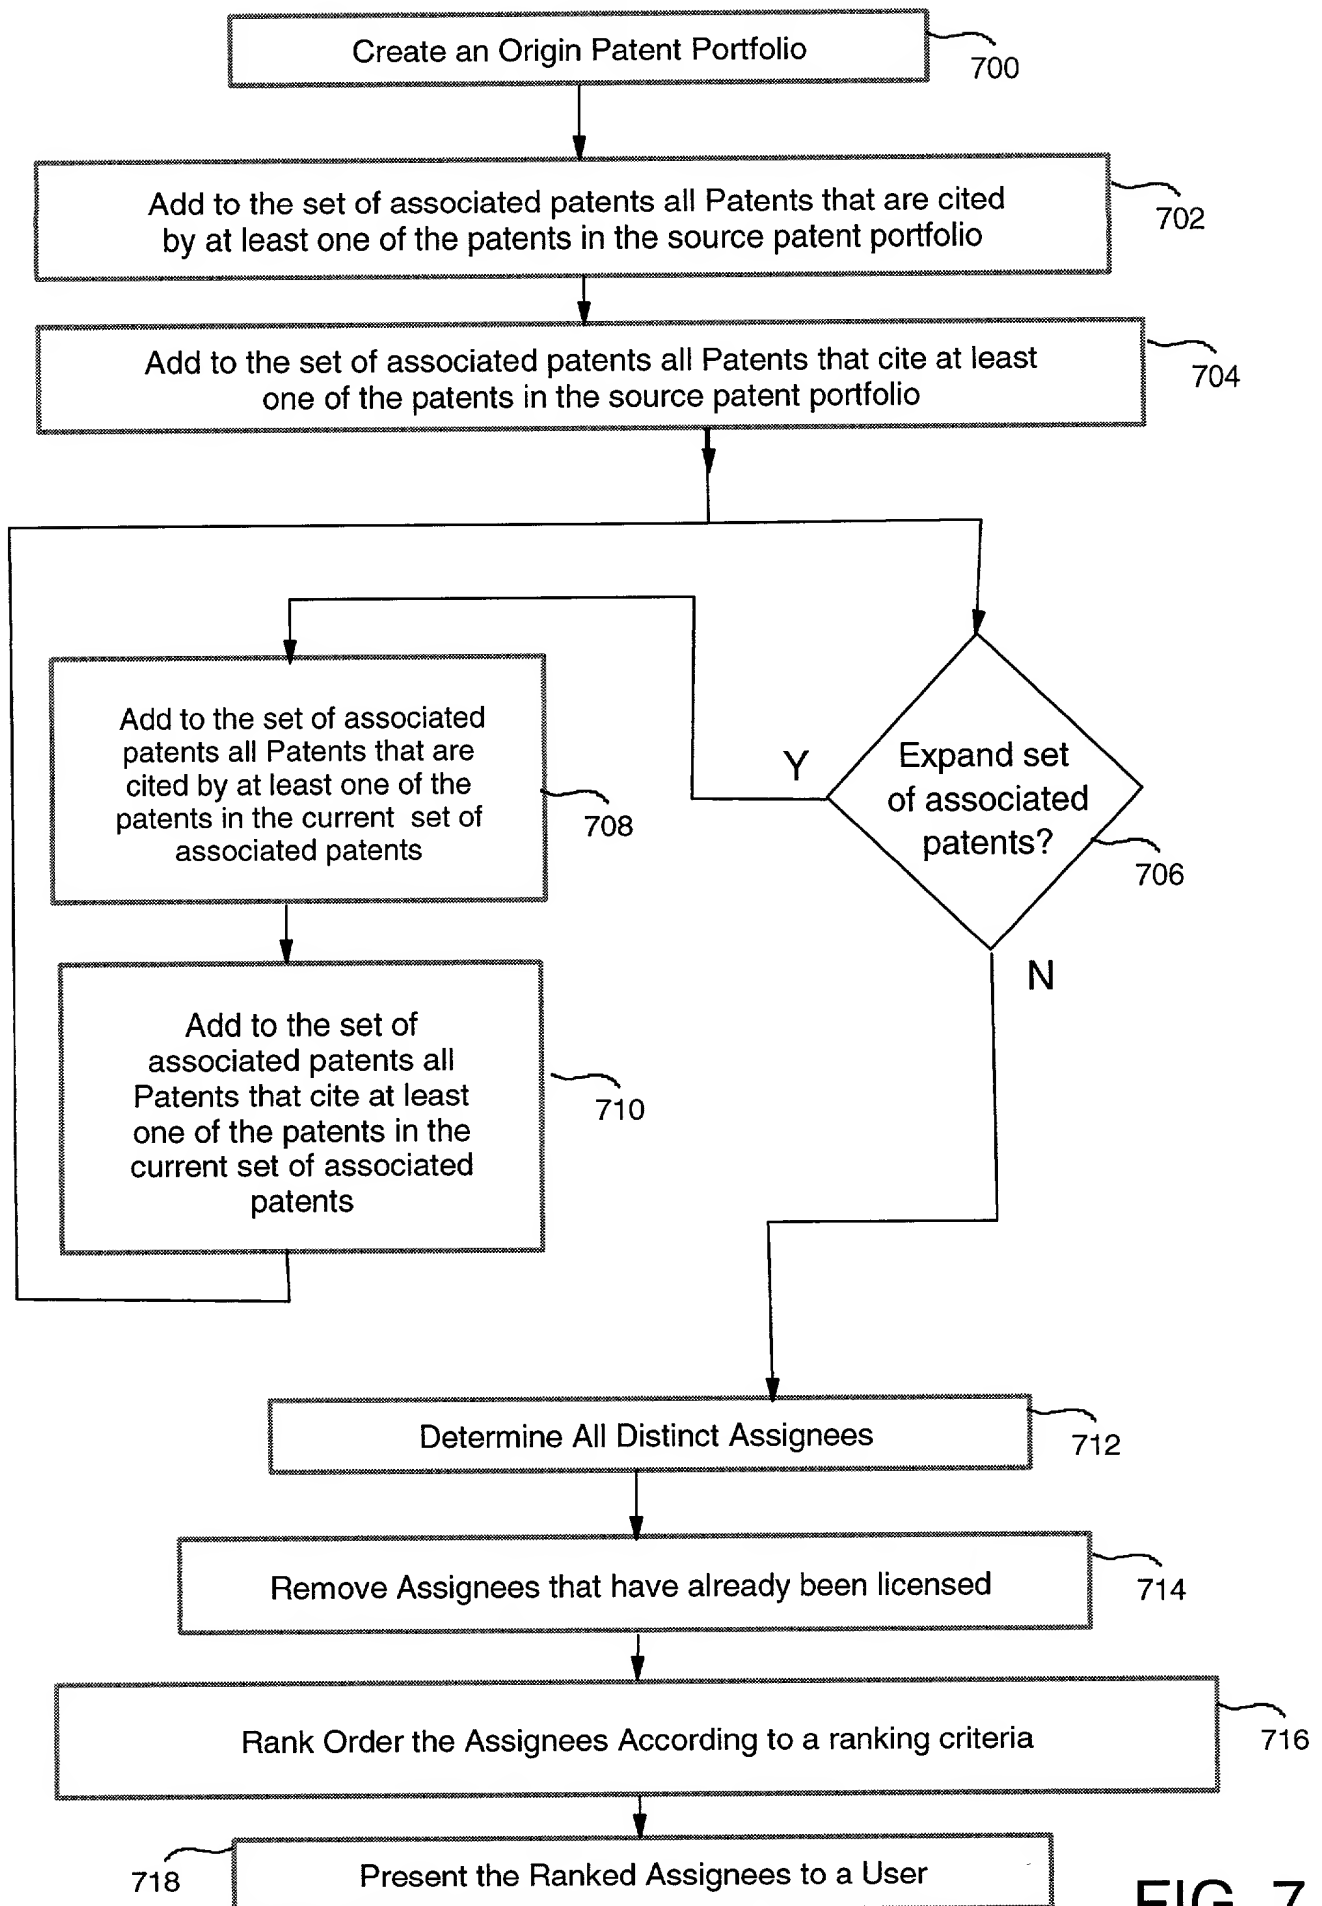 Create an Origin Patent Portfolio
700
Add to the set of associated patents all Patents that are cited
by at least one of the patents in the source patent portfolio
702
Add to the set of associated patents all Patents that cite at least
one of the patents in the source patent portfolio
704
Add to the set of associated
patents all Patents that are
cited by at least one of the
patents in the current set of
associated patents
708
Y
Expand set
of associated
patents?
706
N
Add to the set of
associated patents all
Patents that cite at least
one of the patents in the
current set of associated
patents
710
Determine All Distinct Assignees
712
Remove Assignees that have already been licensed
714
Rank Order the Assignees According to a ranking criteria
716
Present the Ranked Assignees to a User
718
FIG. 7